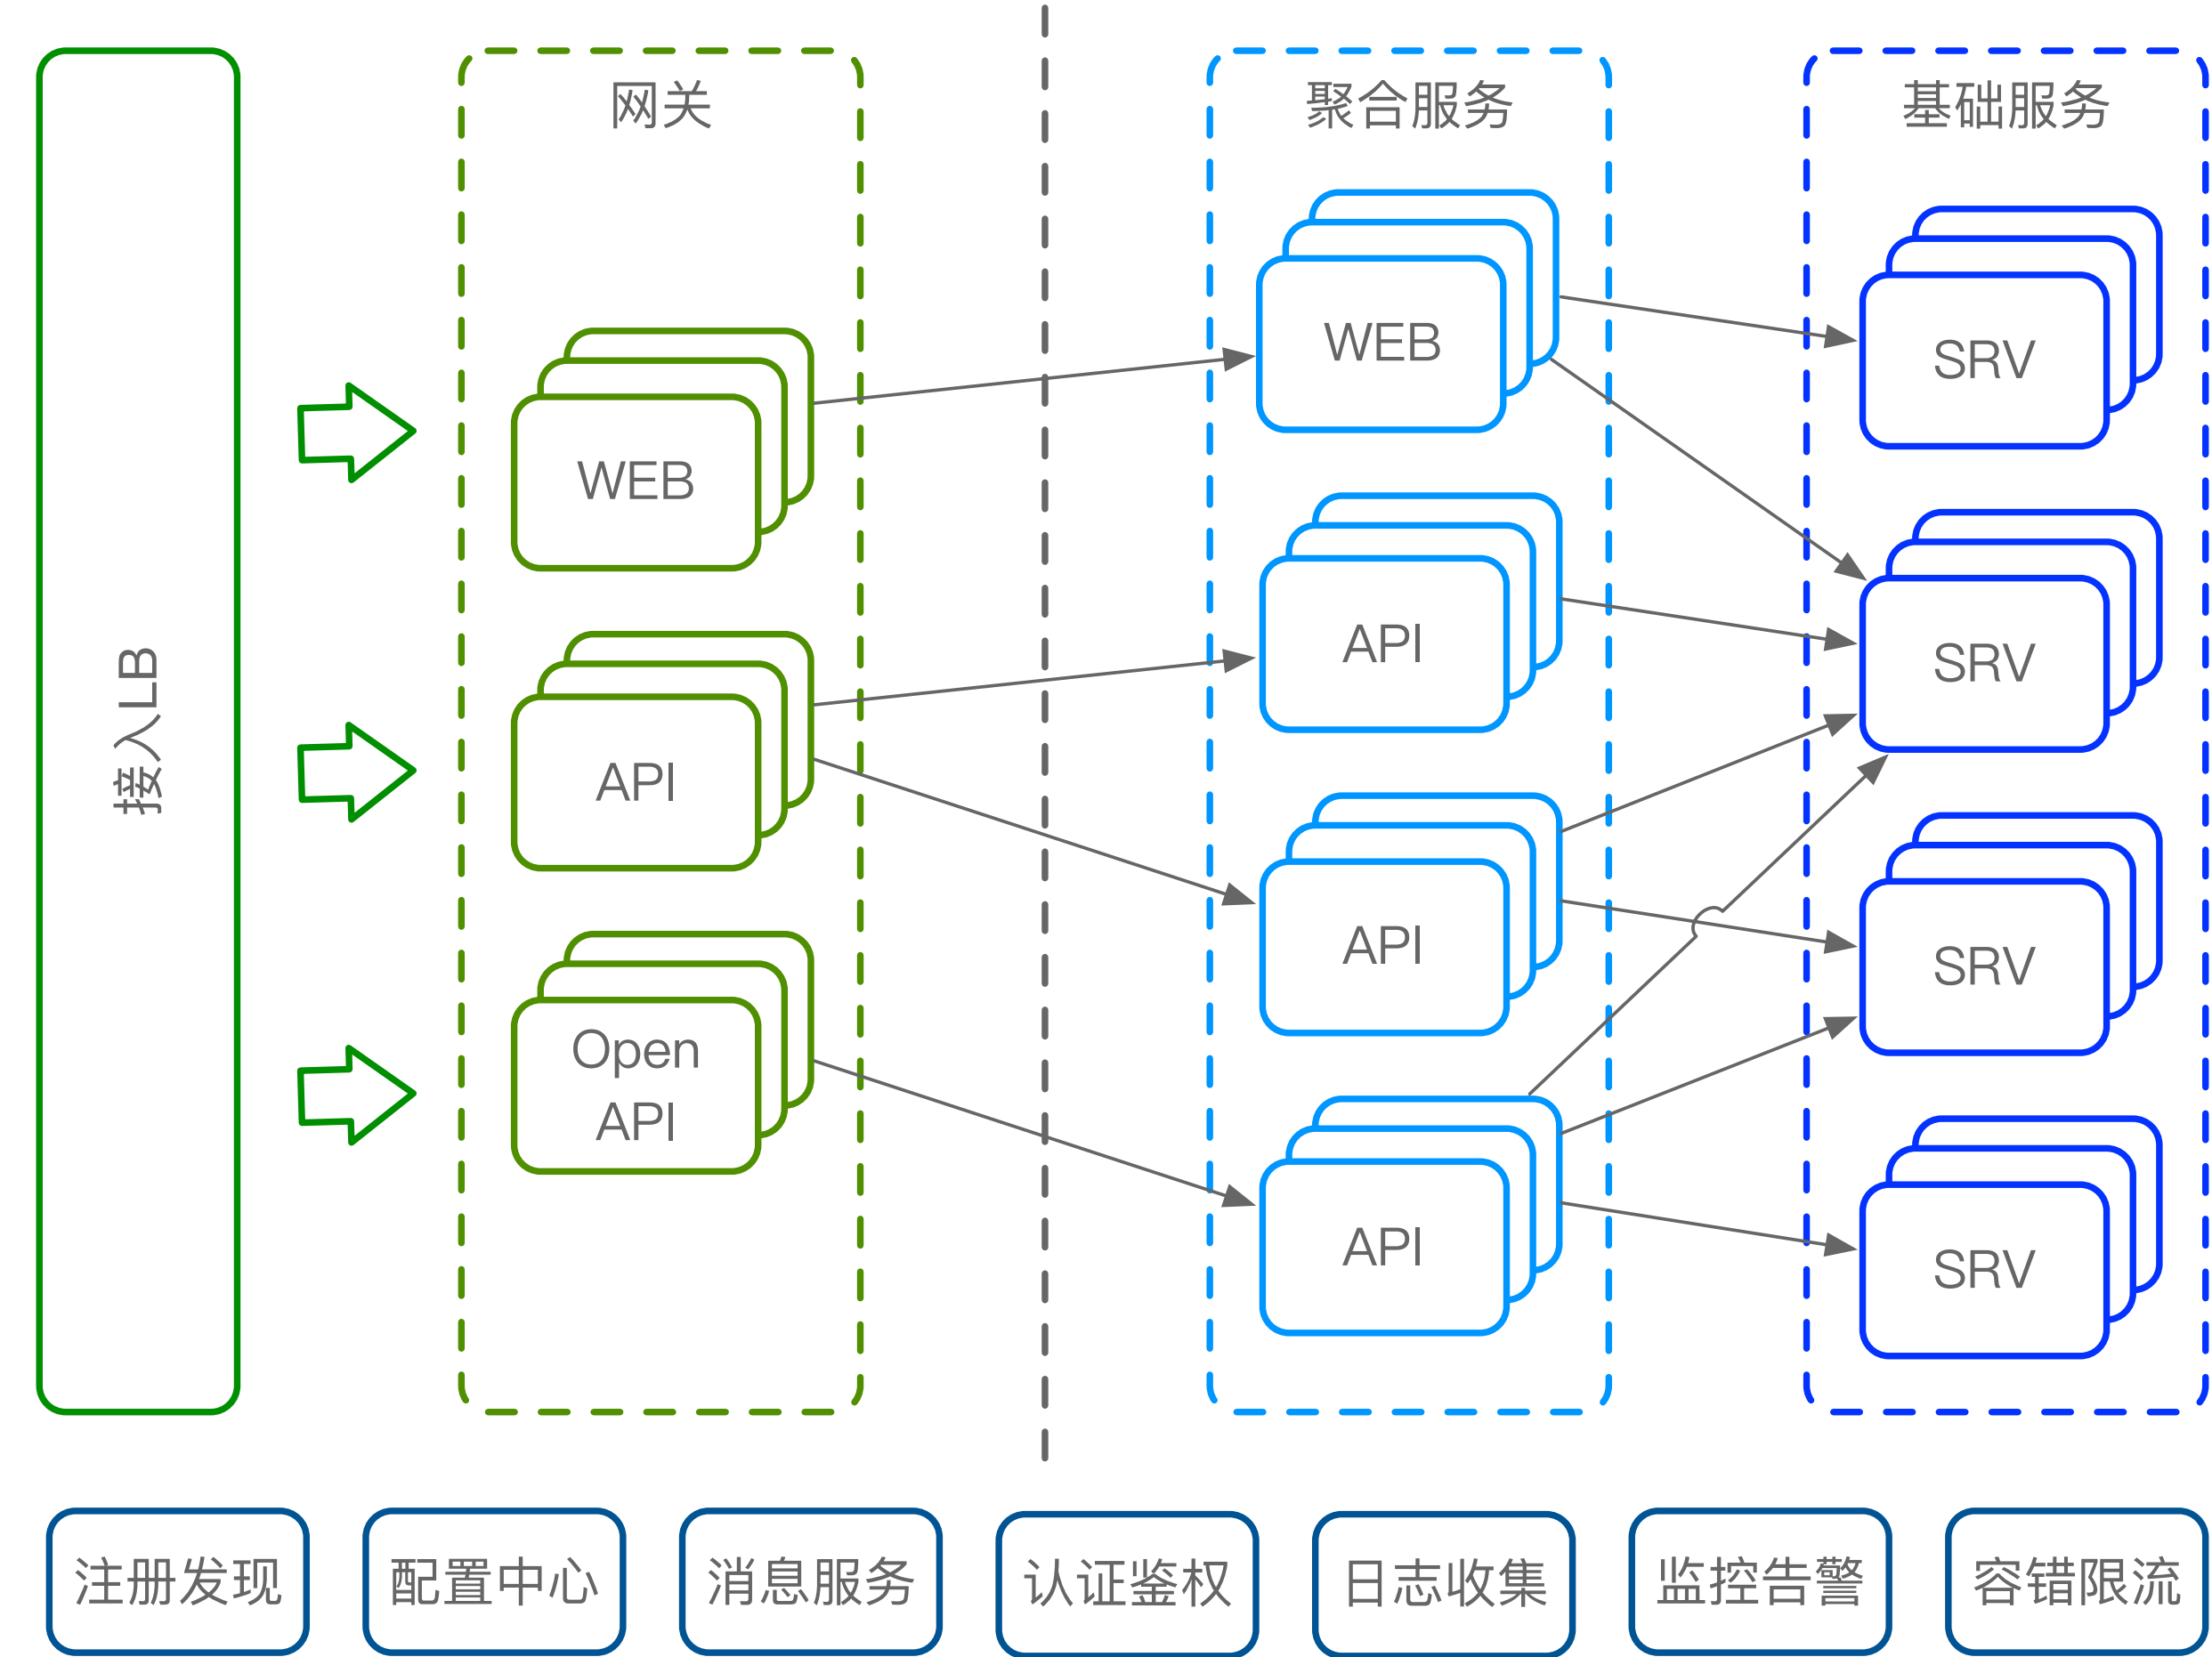 接入LB
网关
WEB
API
Open
API
聚合服务
WEB
API
API
API
基础服务
SRV
SRV
SRV
SRV
注册发现
配置中心
消息服务
认证鉴权
日志收集
监控告警
容错限流